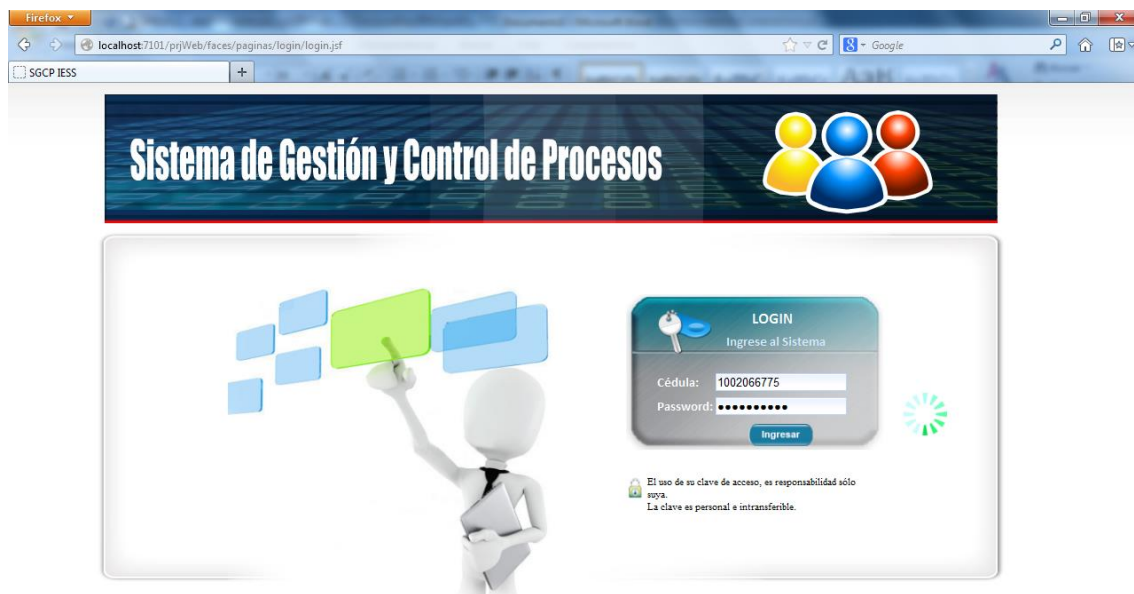 Firefox
localhost:7101/prjWeb/faces/paginas/login/login.jsf
Google
SGCP IESS
Sistema de Gestión y Control de Procesos
LOGIN
Ingrese al Sistema
Cédula: 1002066775
Password: ●●●●●●●●●●
Ingresar
El uso de su clave de acceso, es responsabilidad sólo
suya.
La clave es personal e intransferible.